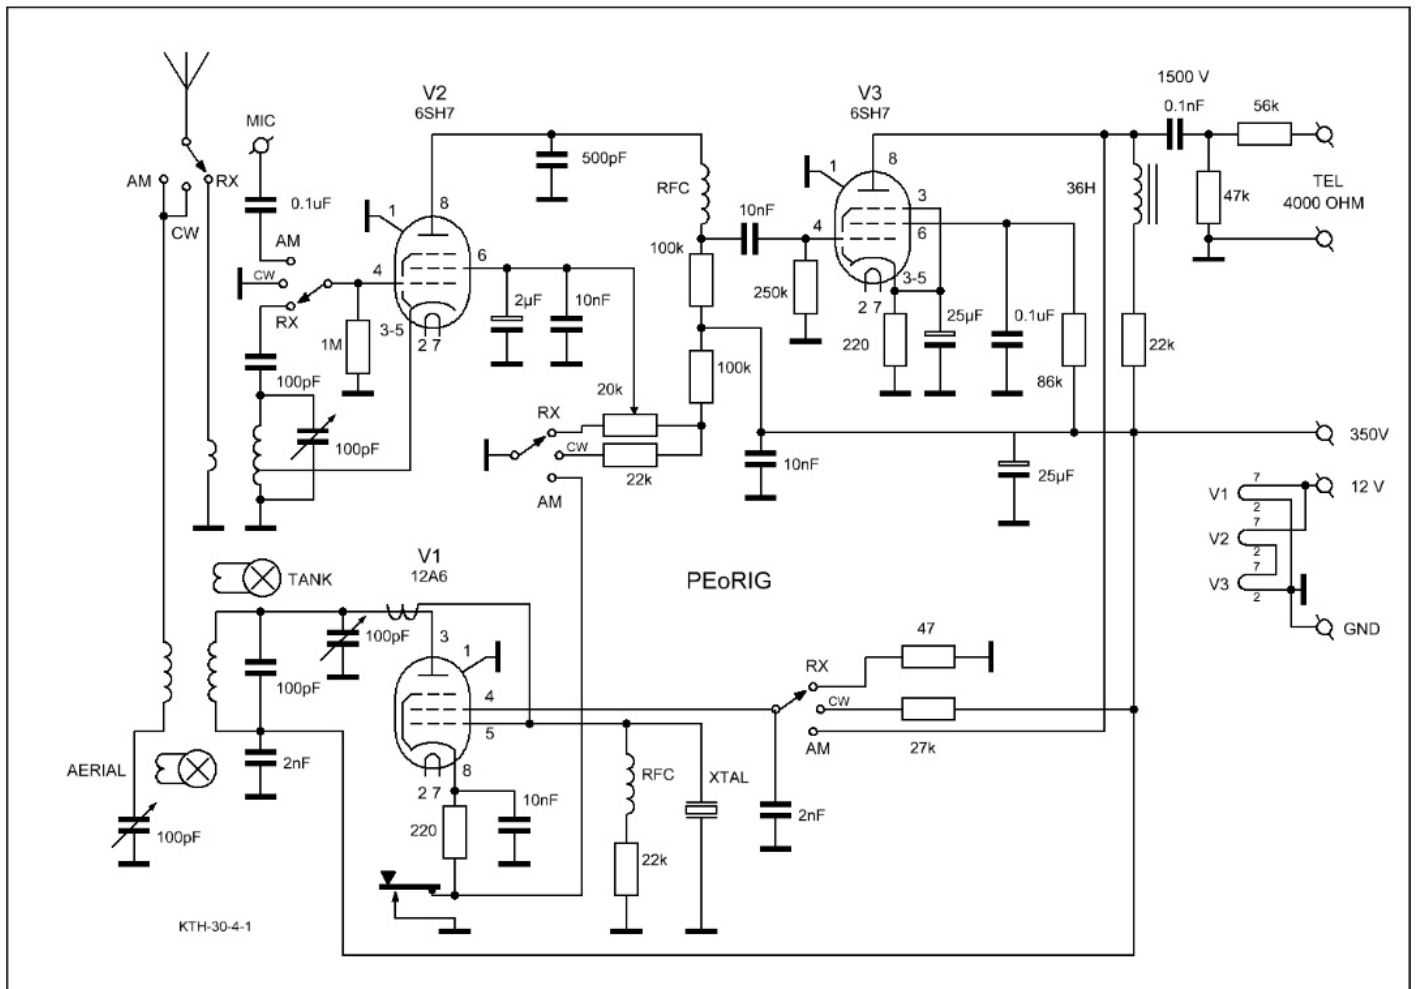 1500 V
V2
6SH7
V3
6SH7
0.1nF
56k
MIC
AM
RX
CW
0.1uF
500pF
RFC
36H
47k
TEL
4000 OHM
1
8
1
8
3
6
4
3-5
2 7
AM
CW
RX
4
6
3-5
2 7
10nF
100k
250k
220
25µF
0.1uF
86k
22k
1M
2µF
10nF
100pF
100pF
100k
20k
RX
CW
AM
22k
10nF
25µF
350V
12 V
V1
7
2
V2
7
2
V3
7
2
GND
TANK
V1
12A6
PEoRIG
100pF
100pF
3
1
4
5
8
2 7
47
RX
CW
AM
27k
AERIAL
2nF
100pF
10nF
220
RFC
22k
XTAL
2nF
KTH-30-4-1